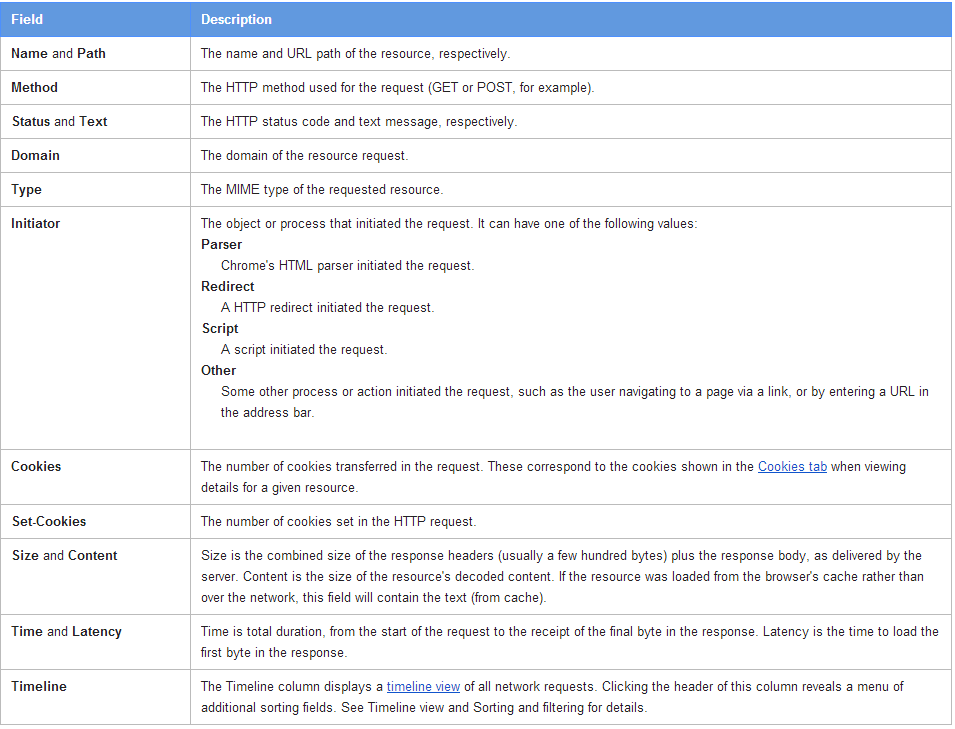 Field Description
Name and Path The name and URL path of the resource, respectively.
Method The HTTP method used for the request (GET or POST, for example).
Status and Text The HTTP status code and text message, respectively.
Domain The domain of the resource request.
Type The MIME type of the requested resource.
Initiator The object or process that initiated the request. It can have one of the following values:
Parser
Chrome's HTML parser initiated the request.
Redirect
A HTTP redirect initiated the request.
Script
A script initiated the request.
Other
Some other process or action initiated the request, such as the user navigating to a page via a link, or by entering a URL in
the address bar.
Cookies The number of cookies transferred in the request. These correspond to the cookies shown in the Cookies tab when viewing
details for a given resource.
Set-Cookies The number of cookies set in the HTTP request.
Size and Content Size is the combined size of the response headers (usually a few hundred bytes) plus the response body, as delivered by the
server. Content is the size of the resource's decoded content. If the resource was loaded from the browser's cache rather than
over the network, this field will contain the text (from cache).
Time and Latency Time is total duration, from the start of the request to the receipt of the final byte in the response. Latency is the time to load the
first byte in the response.
Timeline The Timeline column displays a timeline view of all network requests. Clicking the header of this column reveals a menu of
additional sorting fields. See Timeline view and Sorting and filtering for details.